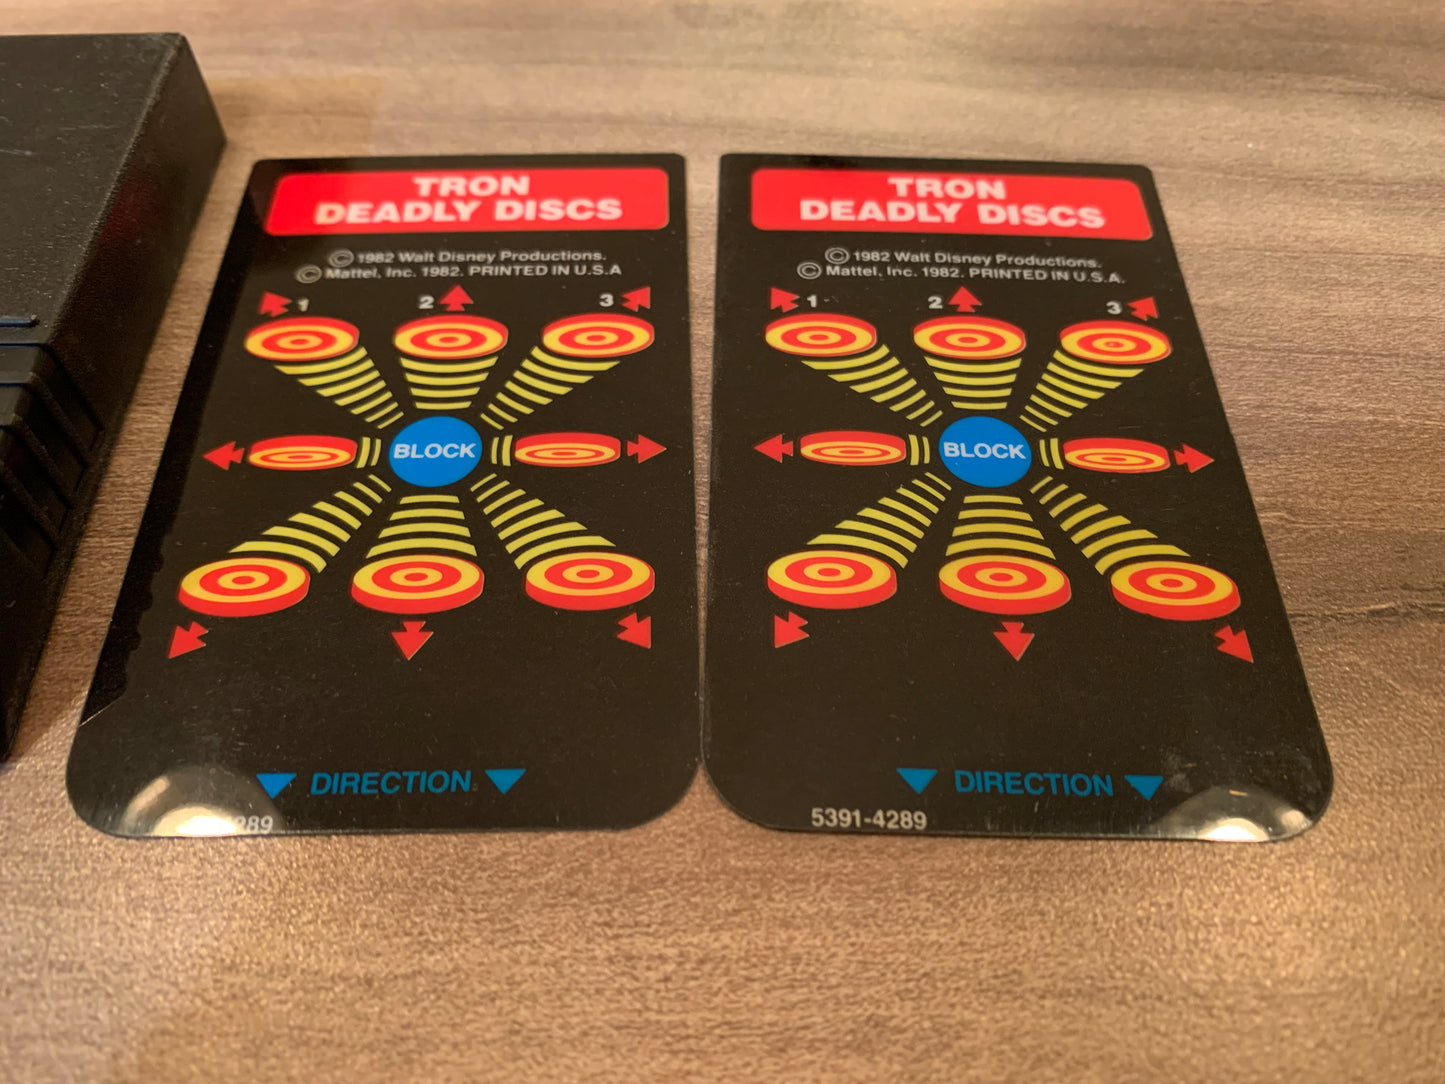 TRON
DEADLY DISCS
© 1982 Walt Disney Productions.
© Mattel, Inc. 1982. PRINTED IN U.S.A
1 2 3
BLOCK
DIRECTION
289
TRON
DEADLY DISCS
© 1982 Walt Disney Productions.
© Mattel, Inc. 1982. PRINTED IN U.S.A.
1 2 3
BLOCK
DIRECTION
5391-4289